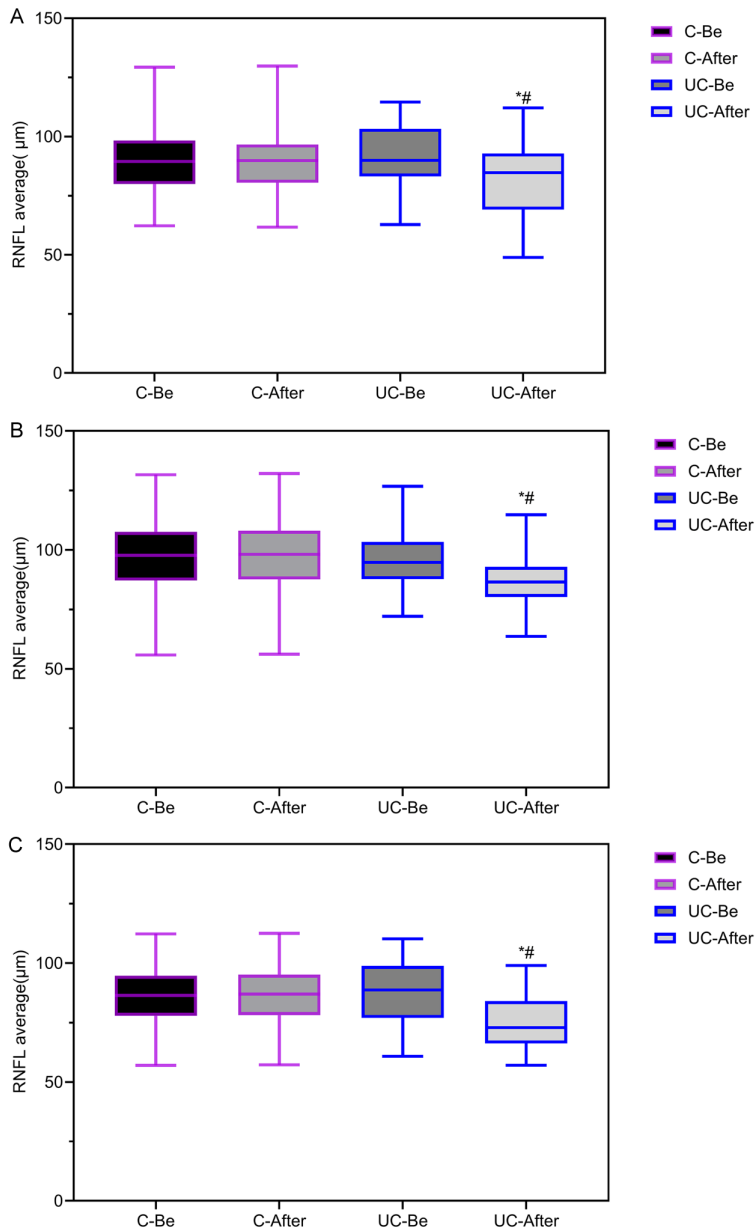 A
RNFL average( μm)
150
100
50
0
*#
C-Be
C-After
UC-Be
UC-After
C-Be
C-After
UC-Be
UC-After
B
RNFL average(μm)
150
100
50
0
*#
C-Be
C-After
UC-Be
UC-After
C-Be
C-After
UC-Be
UC-After
C
RNFL average(μm)
150
100
50
0
*#
C-Be
C-After
UC-Be
UC-After
C-Be
C-After
UC-Be
UC-After